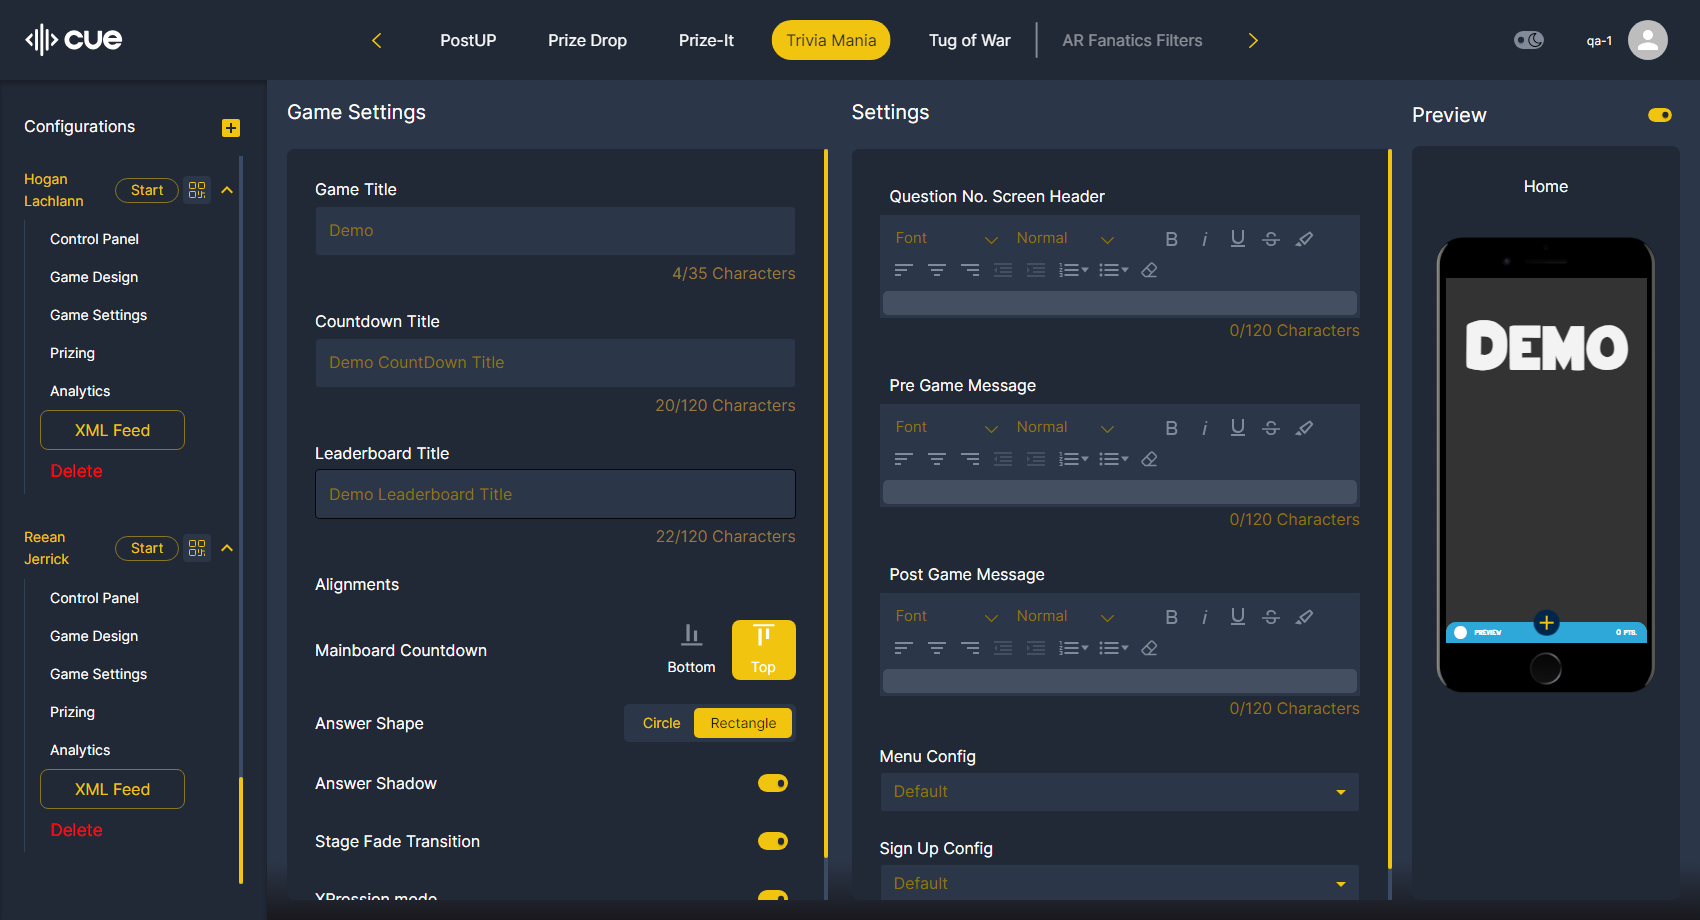 cue
PostUP
Prize Drop
Prize-It
Trivia Mania
Tug of War
AR Fanatics Filters
qa-1
Configurations
Hogan
Lachlann
Start
Control Panel
Game Design
Game Settings
Prizing
Analytics
XML Feed
Delete
Reean
Jerrick
Start
Control Panel
Game Design
Game Settings
Prizing
Analytics
XML Feed
Delete
Game Settings
Game Title
Demo
4/35 Characters
Countdown Title
Demo CountDown Title
20/120 Characters
Leaderboard Title
Demo Leaderboard Title
22/120 Characters
Alignments
Mainboard Countdown
Bottom
Top
Answer Shape
Circle
Rectangle
Answer Shadow
Stage Fade Transition
XPression mode
Settings
Question No. Screen Header
Font
Normal
0/120 Characters
Pre Game Message
Font
Normal
0/120 Characters
Post Game Message
Font
Normal
0/120 Characters
Menu Config
Default
Sign Up Config
Default
Preview
Home
DEMO
PREVIEW
0 PTS.